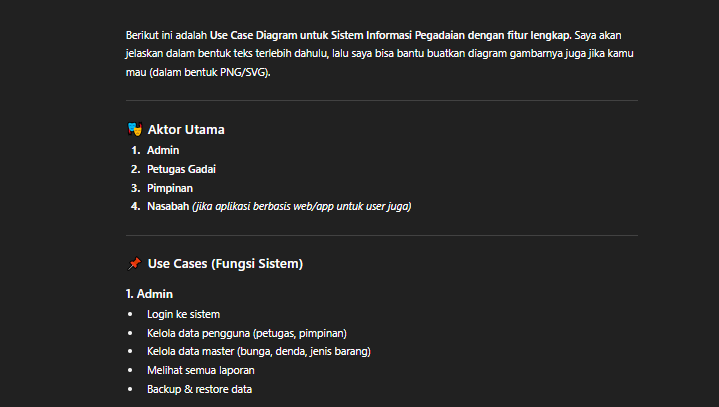 Berikut ini adalah Use Case Diagram untuk Sistem Informasi Pegadaian dengan fitur lengkap. Saya akan
jelaskan dalam bentuk teks terlebih dahulu, lalu saya bisa bantu buatkan diagram gambarnya juga jika kamu
mau (dalam bentuk PNG/SVG).
🎭 Aktor Utama
1. Admin
2. Petugas Gadai
3. Pimpinan
4. Nasabah (jika aplikasi berbasis web/app untuk user juga)
📌 Use Cases (Fungsi Sistem)
1. Admin
• Login ke sistem
• Kelola data pengguna (petugas, pimpinan)
• Kelola data master (bunga, denda, jenis barang)
• Melihat semua laporan
• Backup & restore data